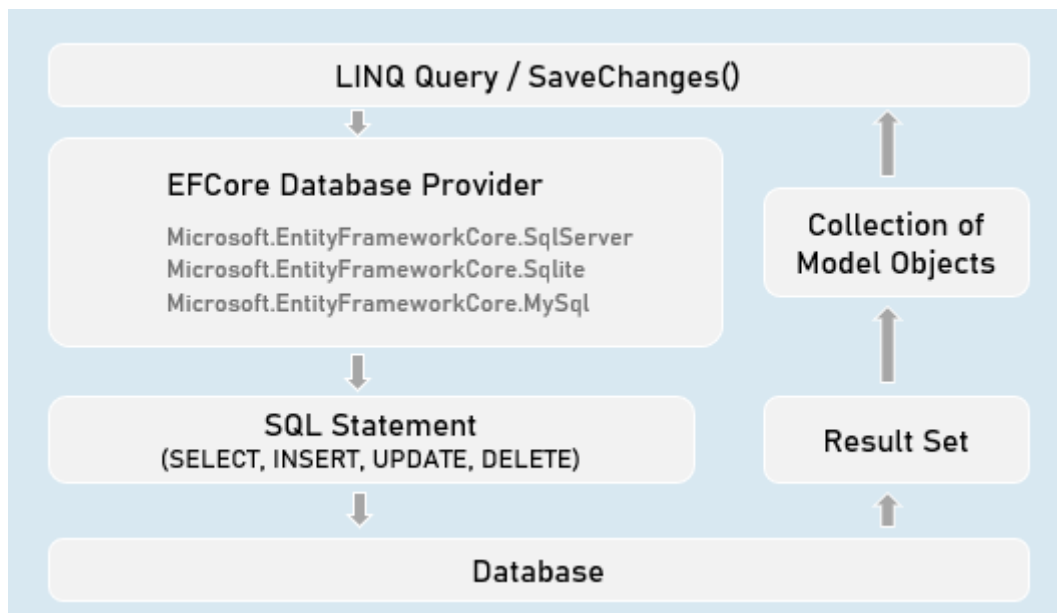 LINQ Query / SaveChanges()
EFCore Database Provider
Microsoft.EntityFrameworkCore.SqlServer
Microsoft.EntityFrameworkCore.Sqlite
Microsoft.EntityFrameworkCore.MySql
SQL Statement
(SELECT, INSERT, UPDATE, DELETE)
Database
Result Set
Collection of
Model Objects